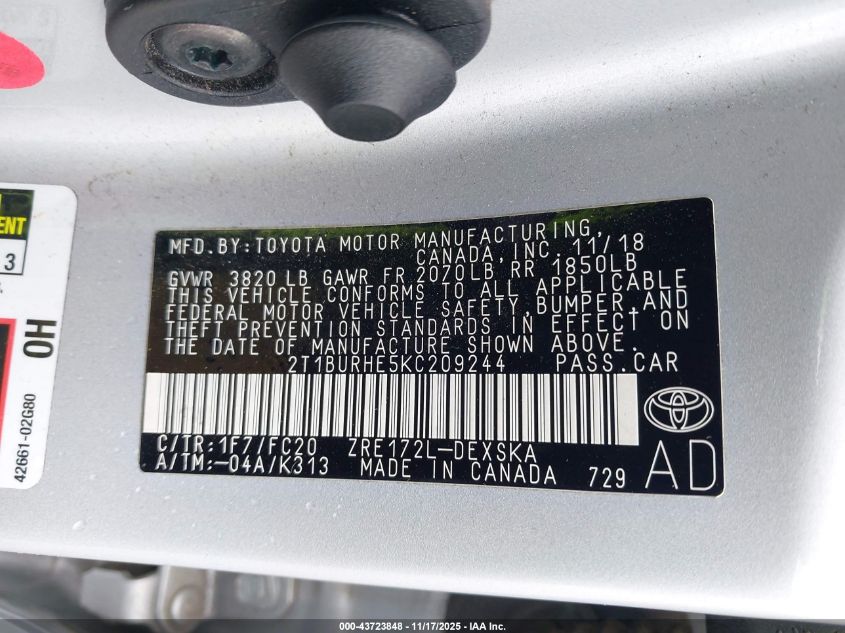 MFD.BY:TOYOTA MOTOR MANUFACTURING,
CANADA,INC. 11/18
GVWR 3820 LB GAWR FR 2070LB RR 1850LB
THIS VEHICLE CONFORMS TO ALL APPLICABLE
FEDERAL MOTOR VEHICLE SAFETY,BUMPER,AND
THEFT PREVENTION STANDARDS IN EFFECT ON
THE DATE OF MANUFACTURE SHOWN ABOVE.
2T1BURHE5KC209244 PASS.CAR
C/TR:1F7/FC20 ZRE172L-DEXSKA
A/TM:-04A/K313 MADE IN CANADA 729
AD
3
OH
42661-02G80
000-43723848 - 11/17/2025 - IAA Inc.